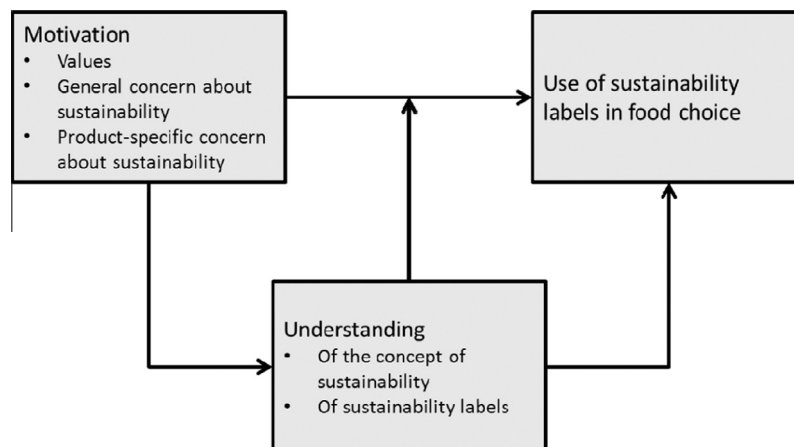 Motivation
• Values
• General concern about
sustainability
• Product-specific concern
about sustainability
Use of sustainability
labels in food choice
Understanding
• Of the concept of
sustainability
• Of sustainability labels